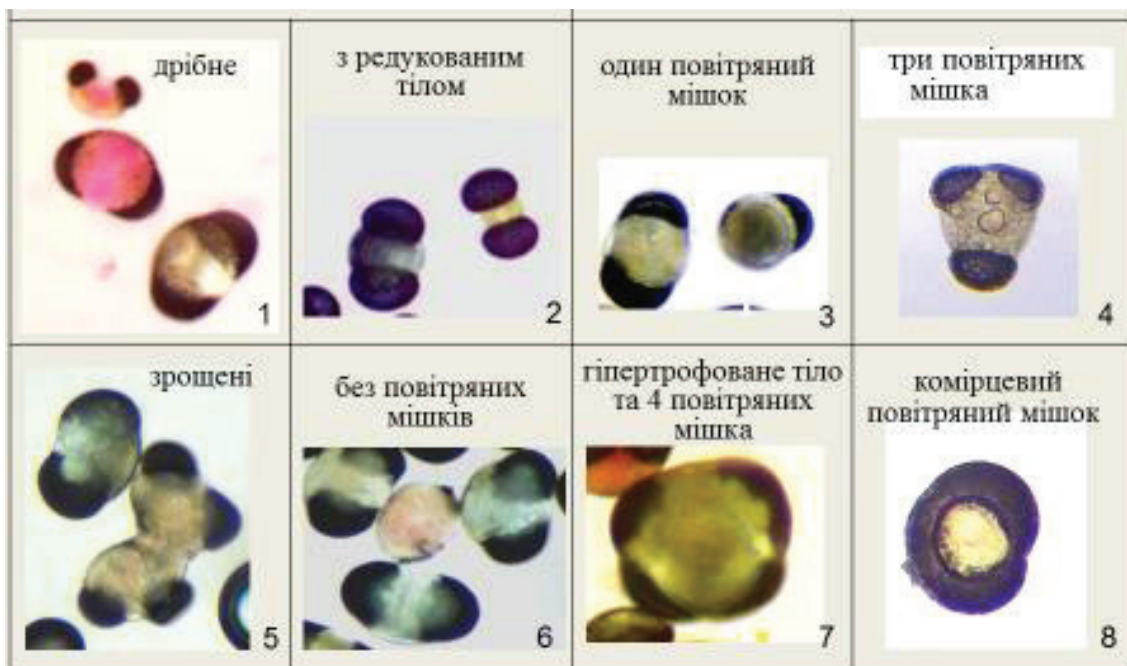 дрібне
1
з редукованим
тілом
2
один повітряний
мішок
3
три повітряних
мішка
4
зрощені
5
без повітряних
мішків
6
гіпертрофоване тіло
та 4 повітряних
мішка
7
комірцевий
повітряний мішок
8